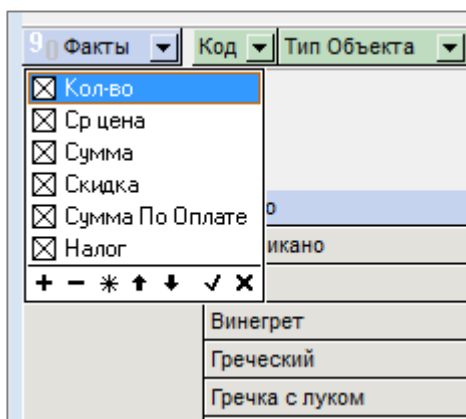 90 Факты Код Тип Объекта
Кол-во
Ср цена
Сумма
Скидка
Сумма По Оплате
Налог
икано
Винегрет
Греческий
Гречка с луком